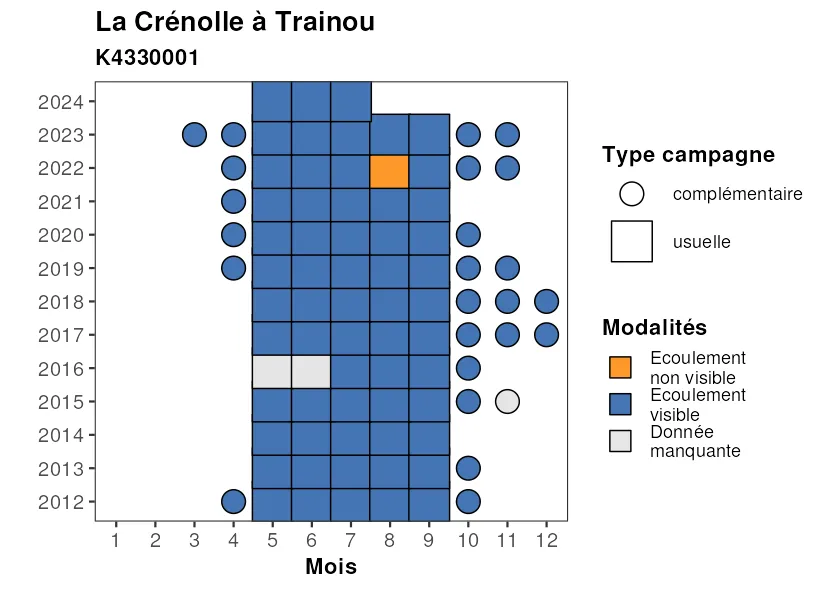 La Crénolle à Trainou
K4330001
2024
2023
2022
2021
2020
2019
2018
2017
2016
2015
2014
2013
2012
1 2 3 4 5 6 7 8 9 10 11 12
Mois
Type campagne
complémentaire
usuelle
Modalités
Ecoulement
non visible
Ecoulement
visible
Donnée
manquante